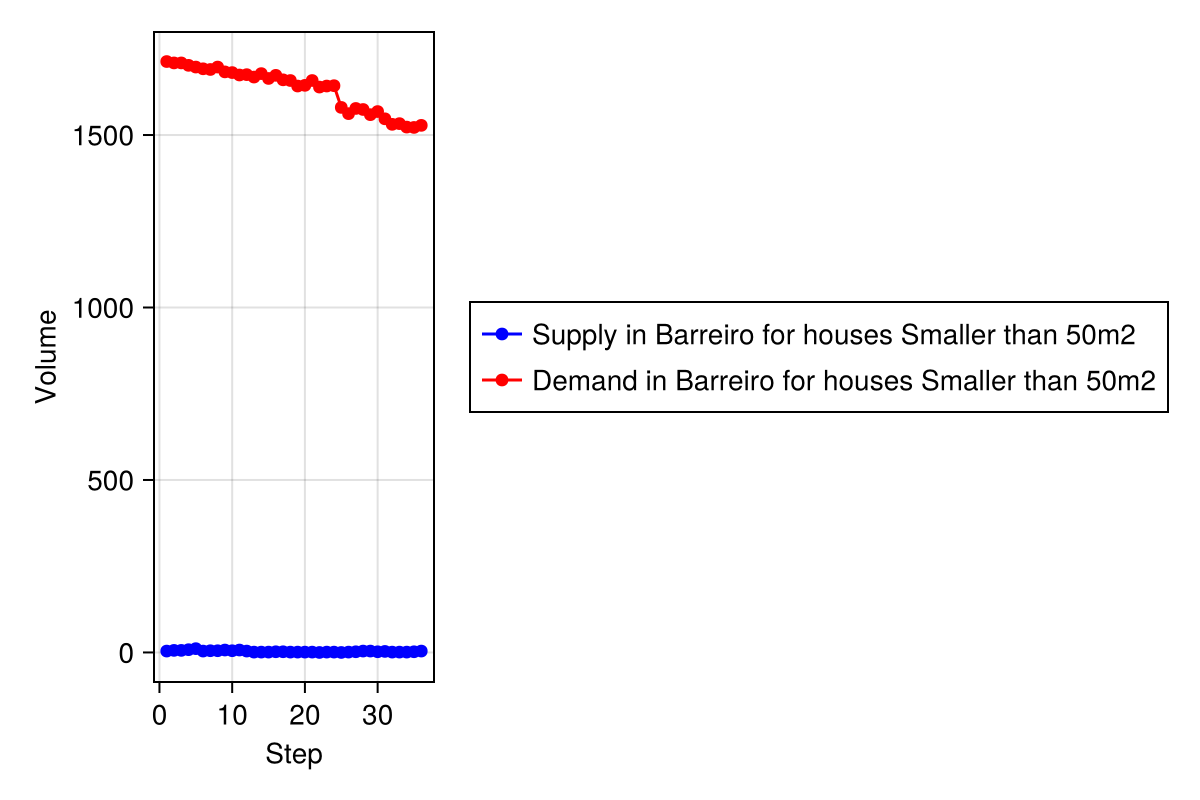 1500
1000
500
0
Volume
0 10 20 30
Step
Supply in Barreiro for houses Smaller than 50m2
Demand in Barreiro for houses Smaller than 50m2